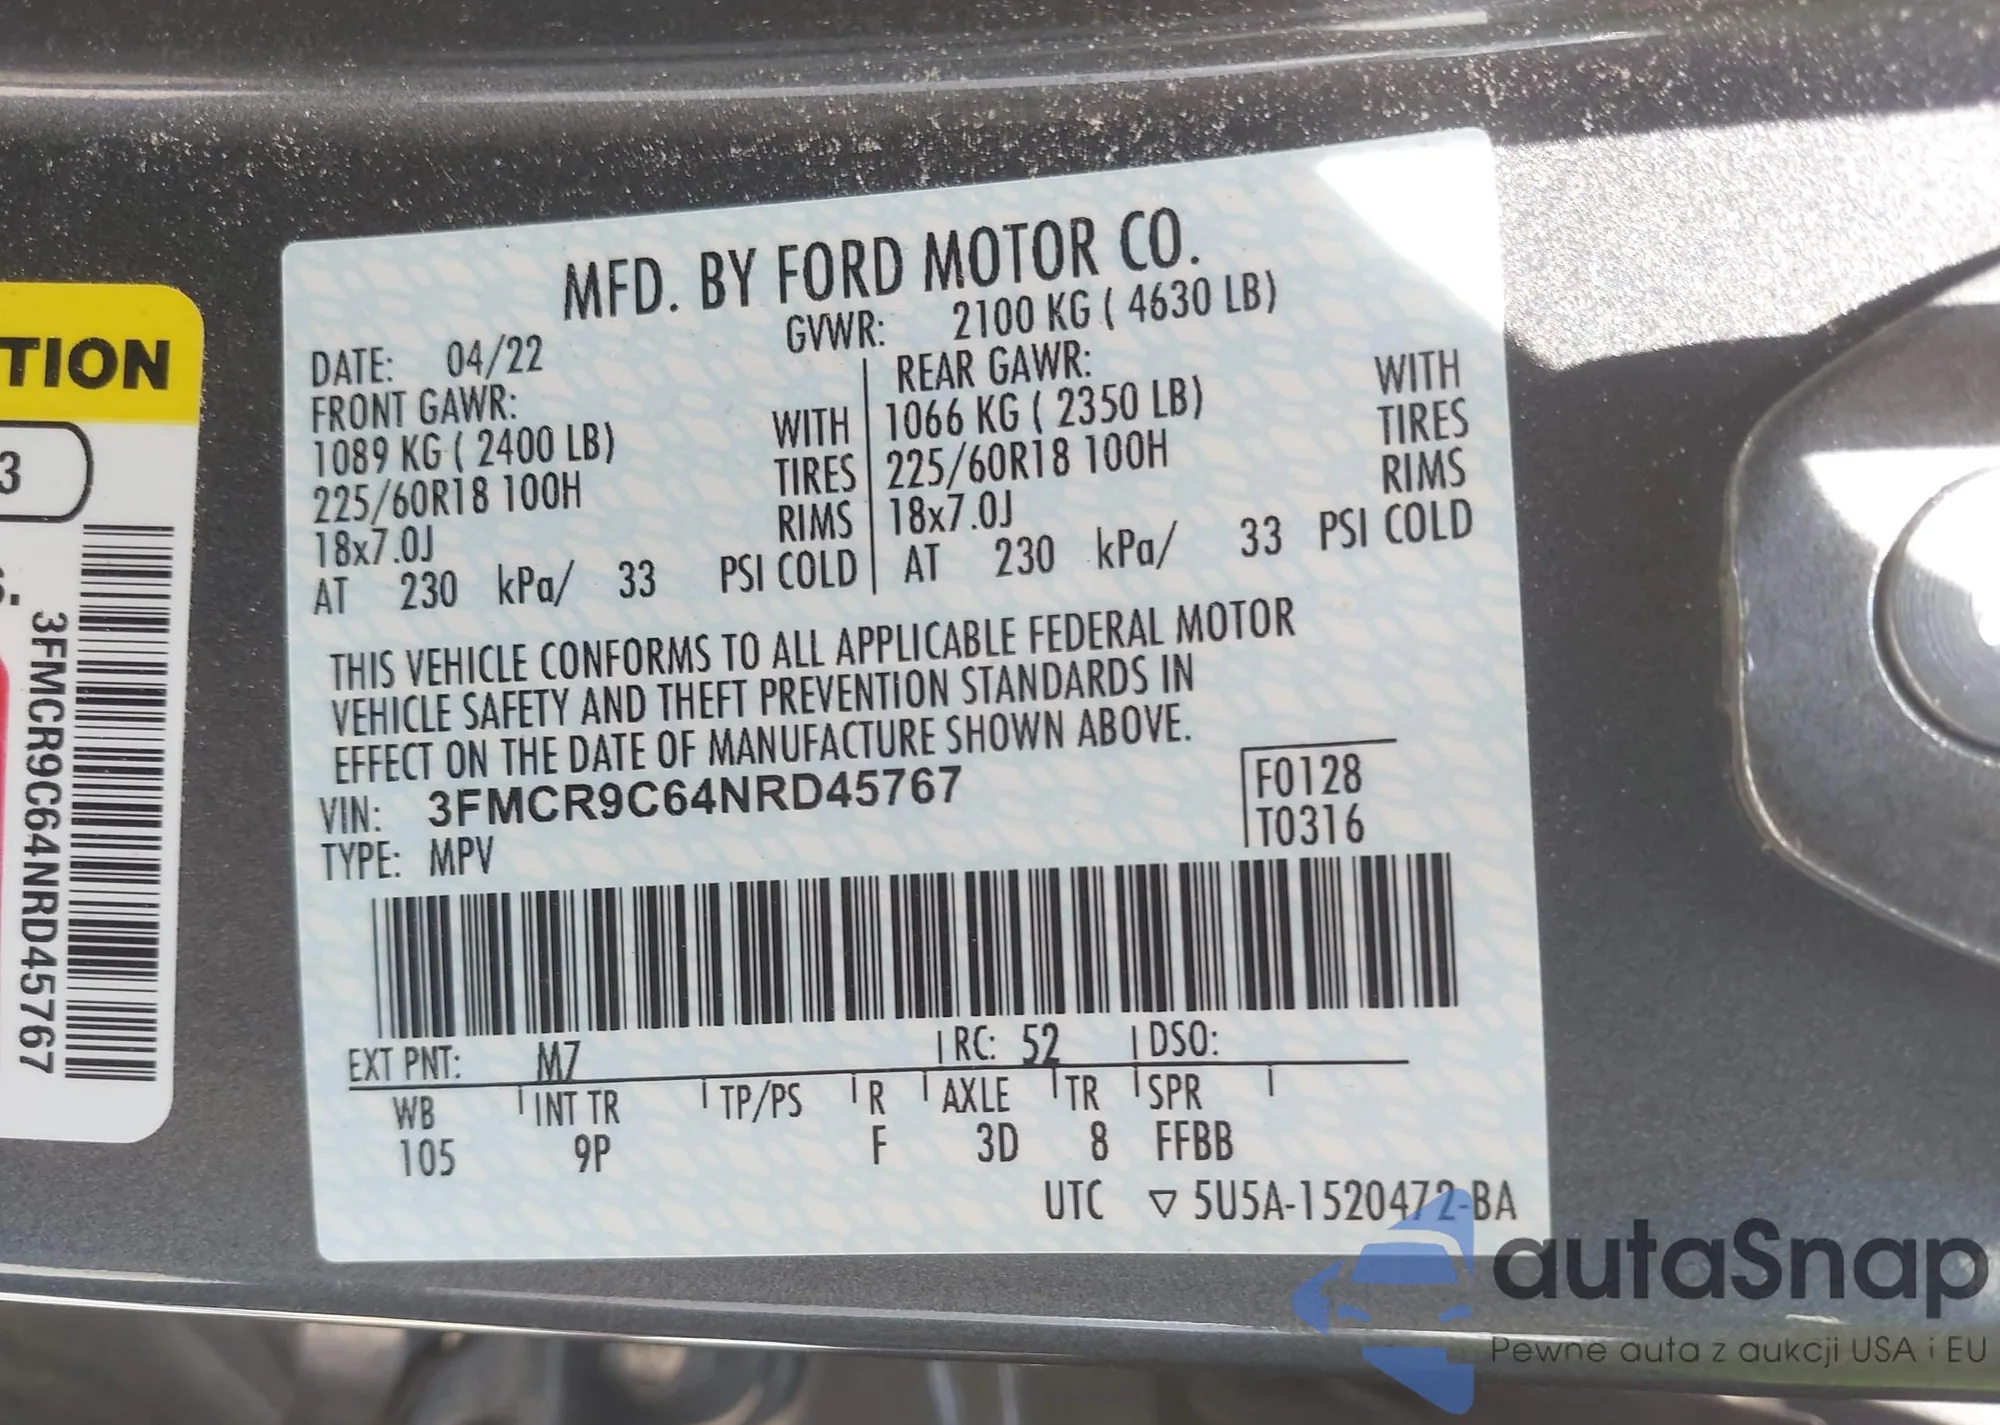 MFD. BY FORD MOTOR CO.
DATE: 04/22 GVWR: 2100 KG ( 4630 LB)
FRONT GAWR: REAR GAWR:
1089 KG ( 2400 LB) WITH 1066 KG ( 2350 LB) WITH
225/60R18 100H TIRES 225/60R18 100H TIRES
18x7.0J RIMS 18x7.0J RIMS
AT 230 kPa/ 33 PSI COLD AT 230 kPa/ 33 PSI COLD
THIS VEHICLE CONFORMS TO ALL APPLICABLE FEDERAL MOTOR
VEHICLE SAFETY AND THEFT PREVENTION STANDARDS IN
EFFECT ON THE DATE OF MANUFACTURE SHOWN ABOVE.
VIN: 3FMCR9C64NRD45767 F0128
TYPE: MPV T0316
EXT PNT: M7 RC: 52 DSO:
WB INT TR TP/PS R AXLE TR SPR
105 9P F 3D 8 FFBB
UTC ▽ 5U5A-1520472-BA
TION
3
3FMCR9C64NRD45767
autaSnap
Pewne auta z aukcji USA i EU